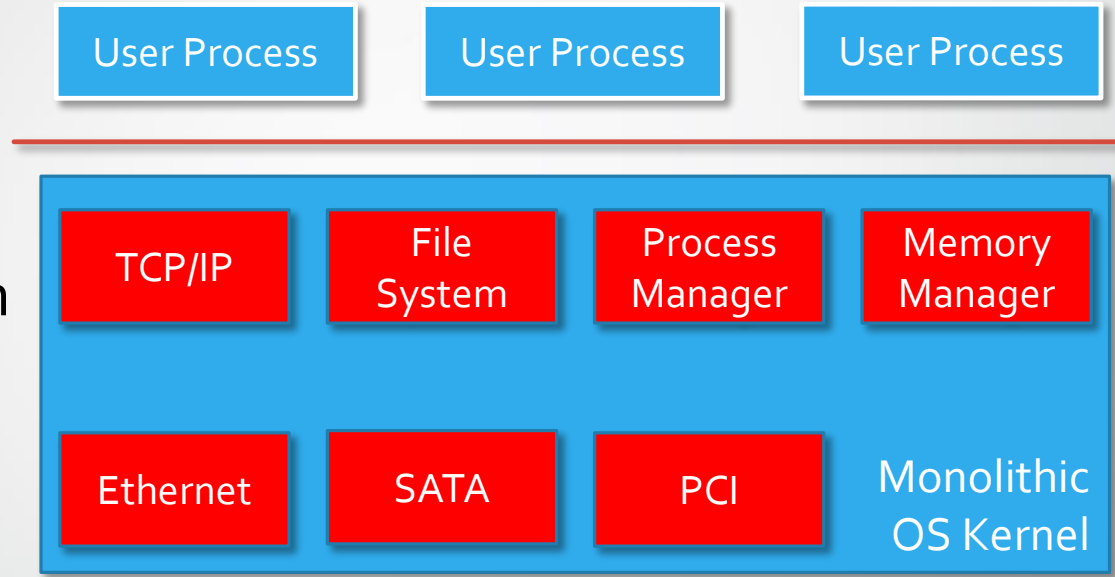 User Process
User Process
User Process
TCP/IP
File
System
Process
Manager
Memory
Manager
n
Ethernet
SATA
PCI
Monolithic
OS Kernel